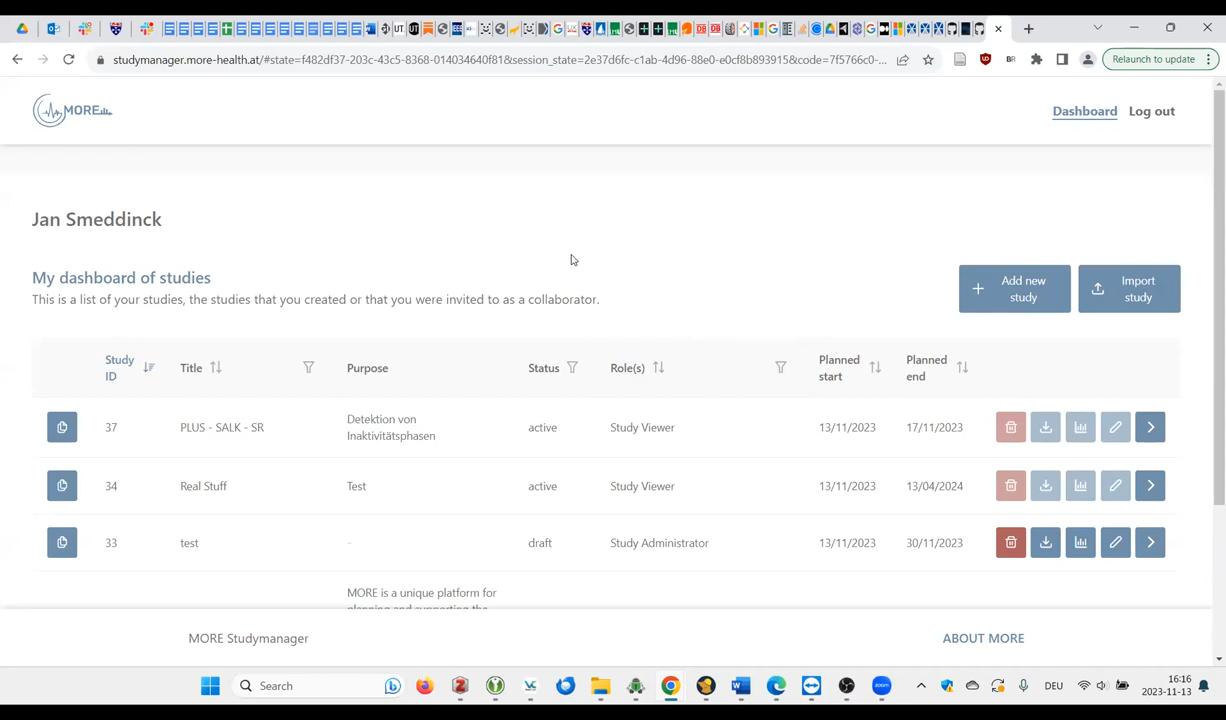 studymanager.more-health.at/#state=f482df37-203c-43c5-8368-014034640f81&session_state=2e37d6fc-c1ab-4d96-88e0-e0cf8b893915&code=7f5766c0-...
BR
Relaunch to update
MORE
Dashboard
Log out
Jan Smeddinck
My dashboard of studies
This is a list of your studies, the studies that you created or that you were invited to as a collaborator.
Add new study
Import study
Study ID
Title
Purpose
Status
Role(s)
Planned start
Planned end
37 PLUS - SALK - SR Detektion von Inaktivitätsphasen active Study Viewer 13/11/2023 17/11/2023
34 Real Stuff Test active Study Viewer 13/11/2023 13/04/2024
33 test - draft Study Administrator 13/11/2023 30/11/2023
MORE is a unique platform for
planning and supporting the
MORE Studymanager
ABOUT MORE
Search
DEU
16:16
2023-11-13